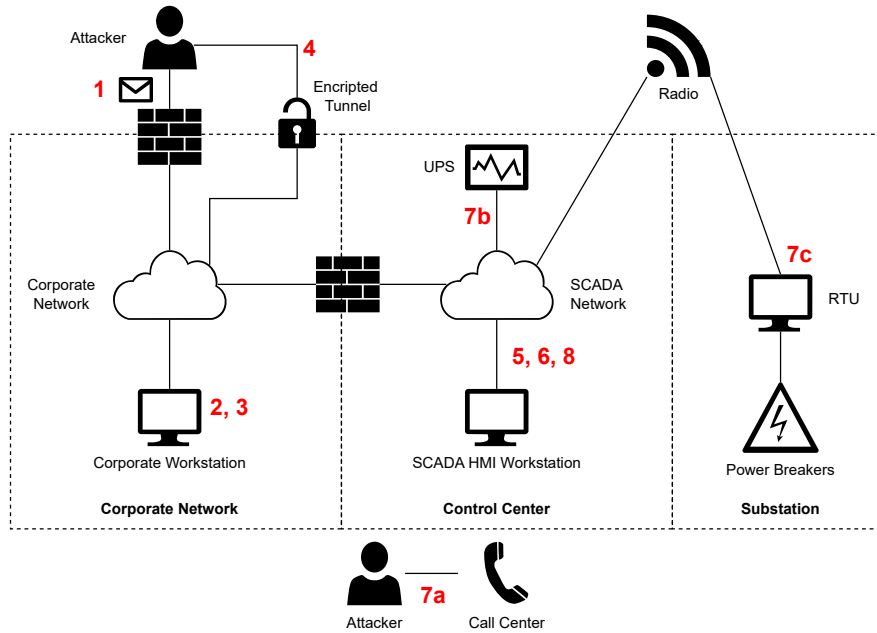 Attacker
4
1
Encripted
Tunnel
Radio
UPS
7b
7c
Corporate
Network
SCADA
Network
RTU
5, 6, 8
2, 3
Corporate Workstation
SCADA HMI Workstation
Power Breakers
Corporate Network
Control Center
Substation
7a
Attacker
Call Center